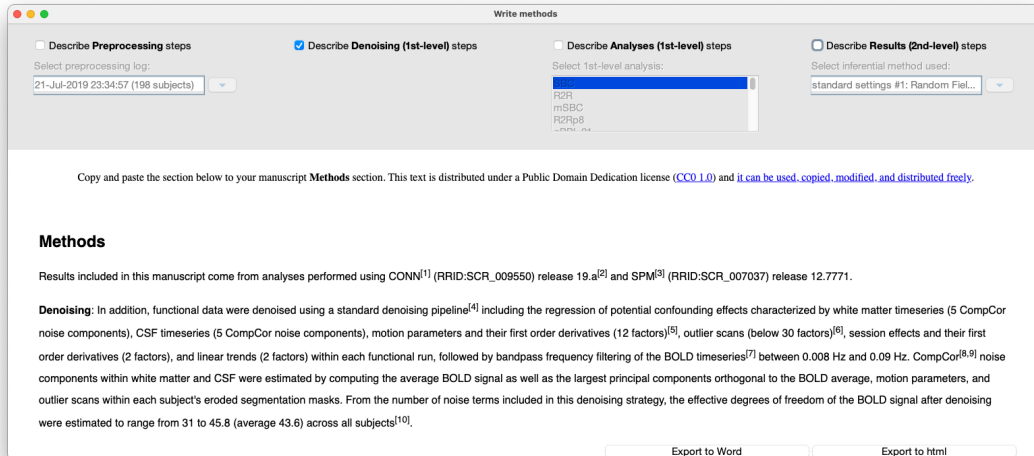 Write methods
Describe Preprocessing steps
Describe Denoising (1st-level) steps
Describe Analyses (1st-level) steps
Describe Results (2nd-level) steps
Select preprocessing log:
Select 1st-level analysis:
Select inferential method used:
21-Jul-2019 23:34:57 (198 subjects)
SBC
standard settings #1: Random Fiel...
R2R
mSBC
R2Rp8
Copy and paste the section below to your manuscript Methods section. This text is distributed under a Public Domain Dedication license (CC0 1.0) and it can be used, copied, modified, and distributed freely.
Methods
Results included in this manuscript come from analyses performed using CONN[1] (RRID:SCR_009550) release 19.a[2] and SPM[3] (RRID:SCR_007037) release 12.7771.
Denoising: In addition, functional data were denoised using a standard denoising pipeline[4] including the regression of potential confounding effects characterized by white matter timeseries (5 CompCor
noise components), CSF timeseries (5 CompCor noise components), motion parameters and their first order derivatives (12 factors)[5], outlier scans (below 30 factors)[6], session effects and their first
order derivatives (2 factors), and linear trends (2 factors) within each functional run, followed by bandpass frequency filtering of the BOLD timeseries[7] between 0.008 Hz and 0.09 Hz. CompCor[8,9] noise
components within white matter and CSF were estimated by computing the average BOLD signal as well as the largest principal components orthogonal to the BOLD average, motion parameters, and
outlier scans within each subject's eroded segmentation masks. From the number of noise terms included in this denoising strategy, the effective degrees of freedom of the BOLD signal after denoising
were estimated to range from 31 to 45.8 (average 43.6) across all subjects[10].
Export to Word
Export to html